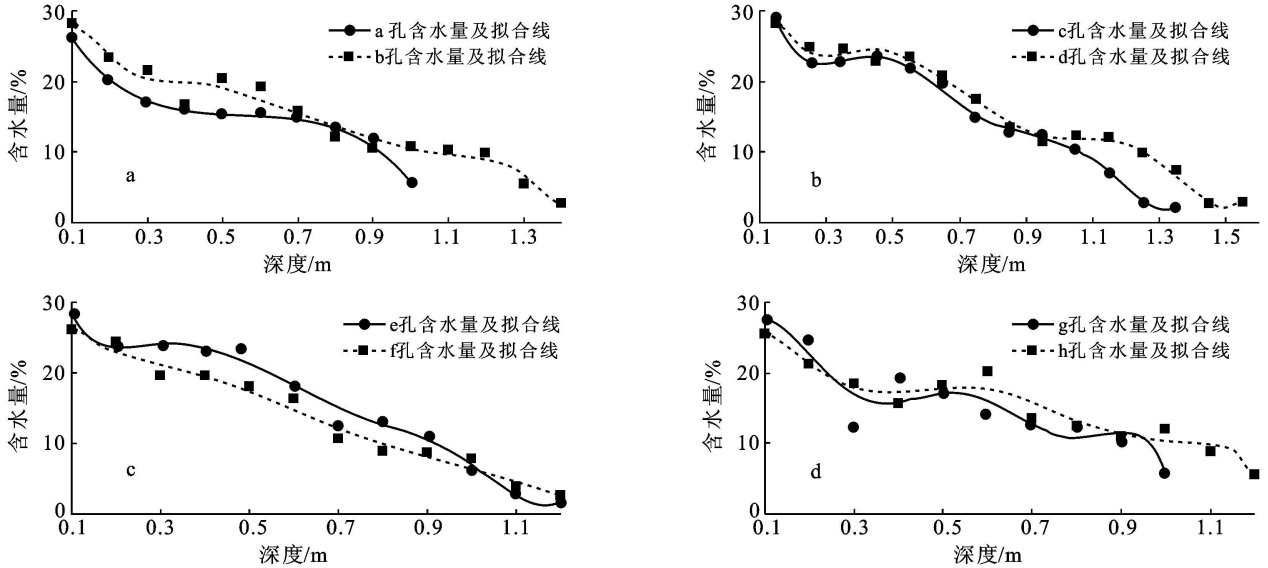 30
20
10
0
含水量/%
a 孔含水量及拟合线
b孔含水量及拟合线
a
0.1 0.3 0.5 0.7 0.9 1.1 1.3
深度/m
30
20
10
0
含水量/%
c孔含水量及拟合线
d孔含水量及拟合线
b
0.1 0.3 0.5 0.7 0.9 1.1 1.3 1.5
深度/m
30
20
10
0
含水量/%
e孔含水量及拟合线
f孔含水量及拟合线
c
0.1 0.3 0.5 0.7 0.9 1.1
深度/m
30
20
10
0
含水量/%
g孔含水量及拟合线
h孔含水量及拟合线
d
0.1 0.3 0.5 0.7 0.9 1.1
深度/m